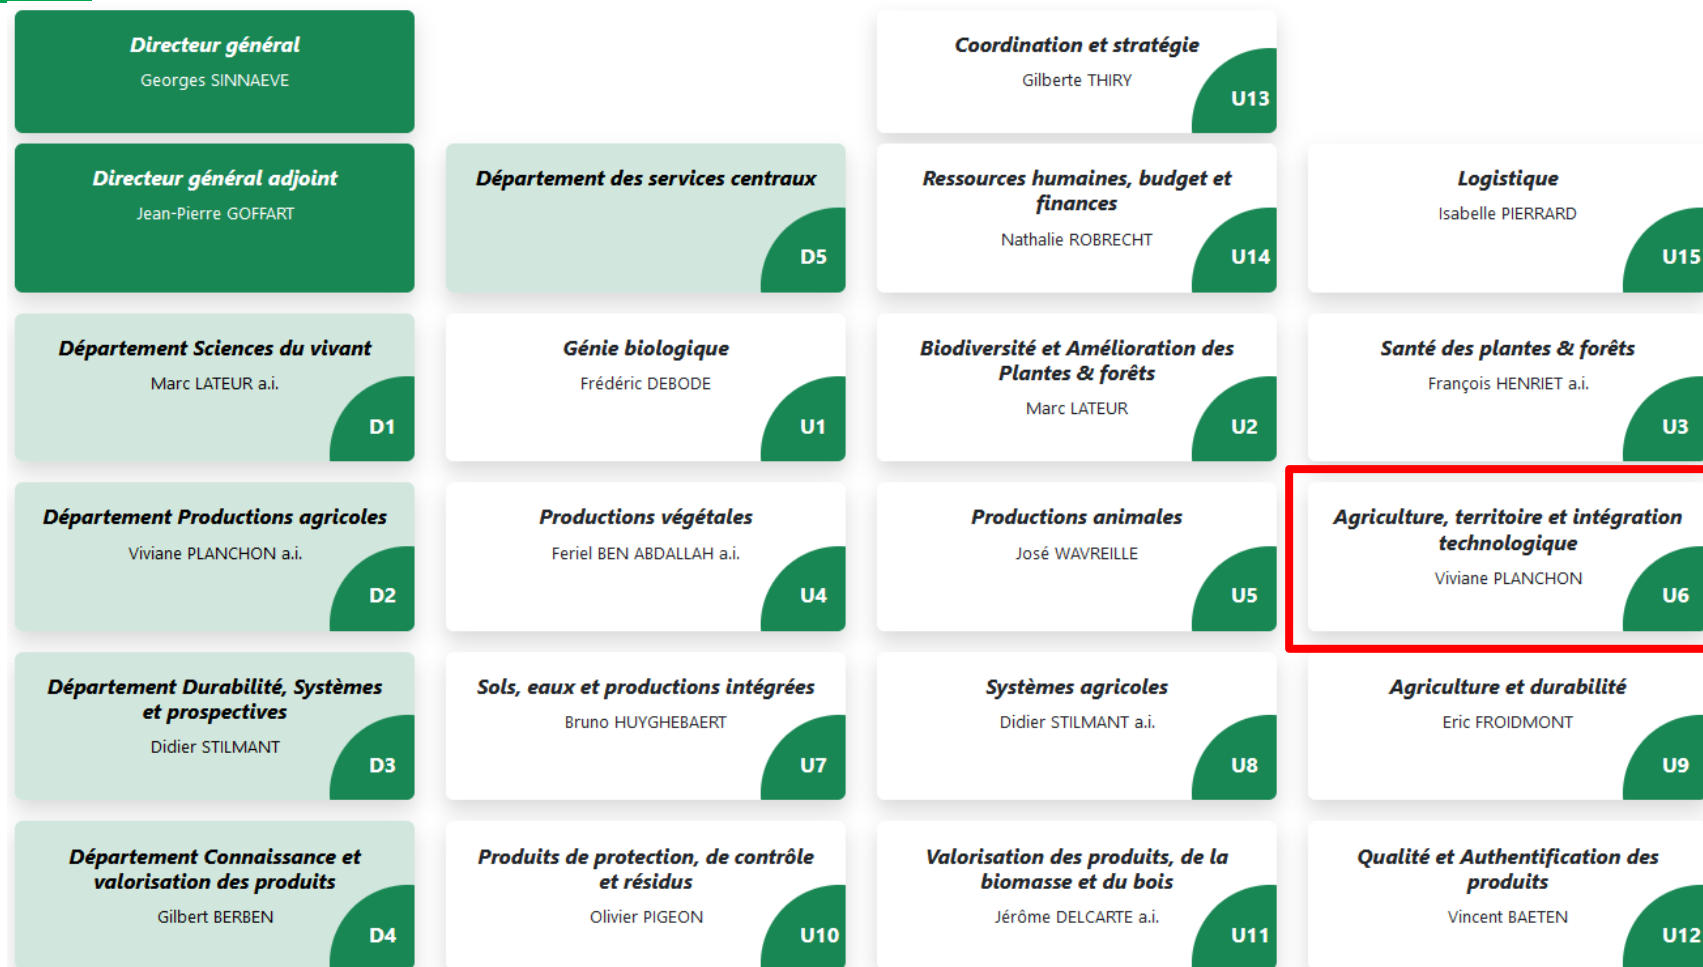 Directeur général
Georges SINNAEVE
Coordination et stratégie
Gilberte THIRY
U13
Directeur général adjoint
Jean-Pierre GOFFART
Département des services centraux
D5
Ressources humaines, budget et
finances
Nathalie ROBRECHT
U14
Logistique
Isabelle PIERRARD
U15
Département Sciences du vivant
Marc LATEUR a.i.
D1
Génie biologique
Frédéric DEBODE
U1
Biodiversité et Amélioration des
Plantes & forêts
Marc LATEUR
U2
Santé des plantes & forêts
François HENRIET a.i.
U3
Département Productions agricoles
Viviane PLANCHON a.i.
D2
Productions végétales
Feriel BEN ABDALLAH a.i.
U4
Productions animales
José WAVREILLE
U5
Agriculture, territoire et intégration
technologique
Viviane PLANCHON
U6
Département Durabilité, Systèmes
et prospectives
Didier STILMANT
D3
Sols, eaux et productions intégrées
Bruno HUYGHEBAERT
U7
Systèmes agricoles
Didier STILMANT a.i.
U8
Agriculture et durabilité
Eric FROIDMONT
U9
Département Connaissance et
valorisation des produits
Gilbert BERBEN
D4
Produits de protection, de contrôle
et résidus
Olivier PIGEON
U10
Valorisation des produits, de la
biomasse et du bois
Jérôme DELCARTE a.i.
U11
Qualité et Authentification des
produits
Vincent BAETEN
U12